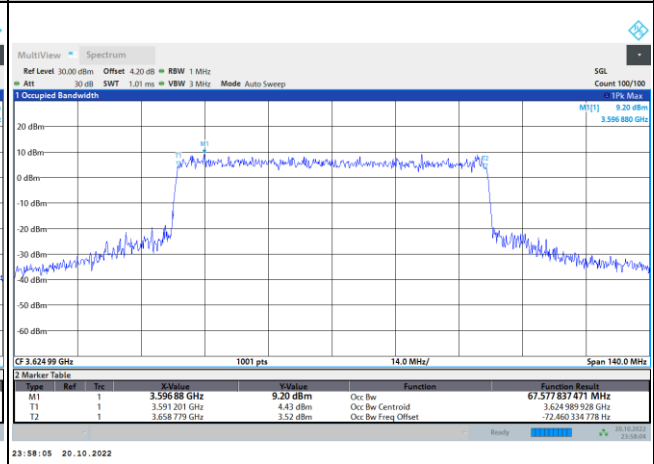 MultiView Spectrum
Ref Level 30.00 dBm Offset 4.20 dB RBW 1 MHz SGL
Att 30 dB SWT 1.01 ms VBW 3 MHz Mode Auto Sweep Count 100/100
1 Occupied Bandwidth 1Pk Max
M1[1] 9.20 dBm
3.596 880 GHz
20 dBm
M1
10 dBm
T1 T2
0 dBm
-10 dBm
-20 dBm
-30 dBm
-40 dBm
-50 dBm
-60 dBm
CF 3.624 99 GHz 1001 pts 14.0 MHz/ Span 140.0 MHz
2 Marker Table
Type Ref Trc X-Value Y-Value Function Function Result
M1 1 3.596 88 GHz 9.20 dBm Occ Bw 67.577 837 471 MHz
T1 1 3.591 201 GHz 4.43 dBm Occ Bw Centroid 3.624 989 928 GHz
T2 1 3.658 779 GHz 3.52 dBm Occ Bw Freq Offset -72.460 334 778 Hz
Ready 20.10.2022
23:58:04
23:58:05 20.10.2022